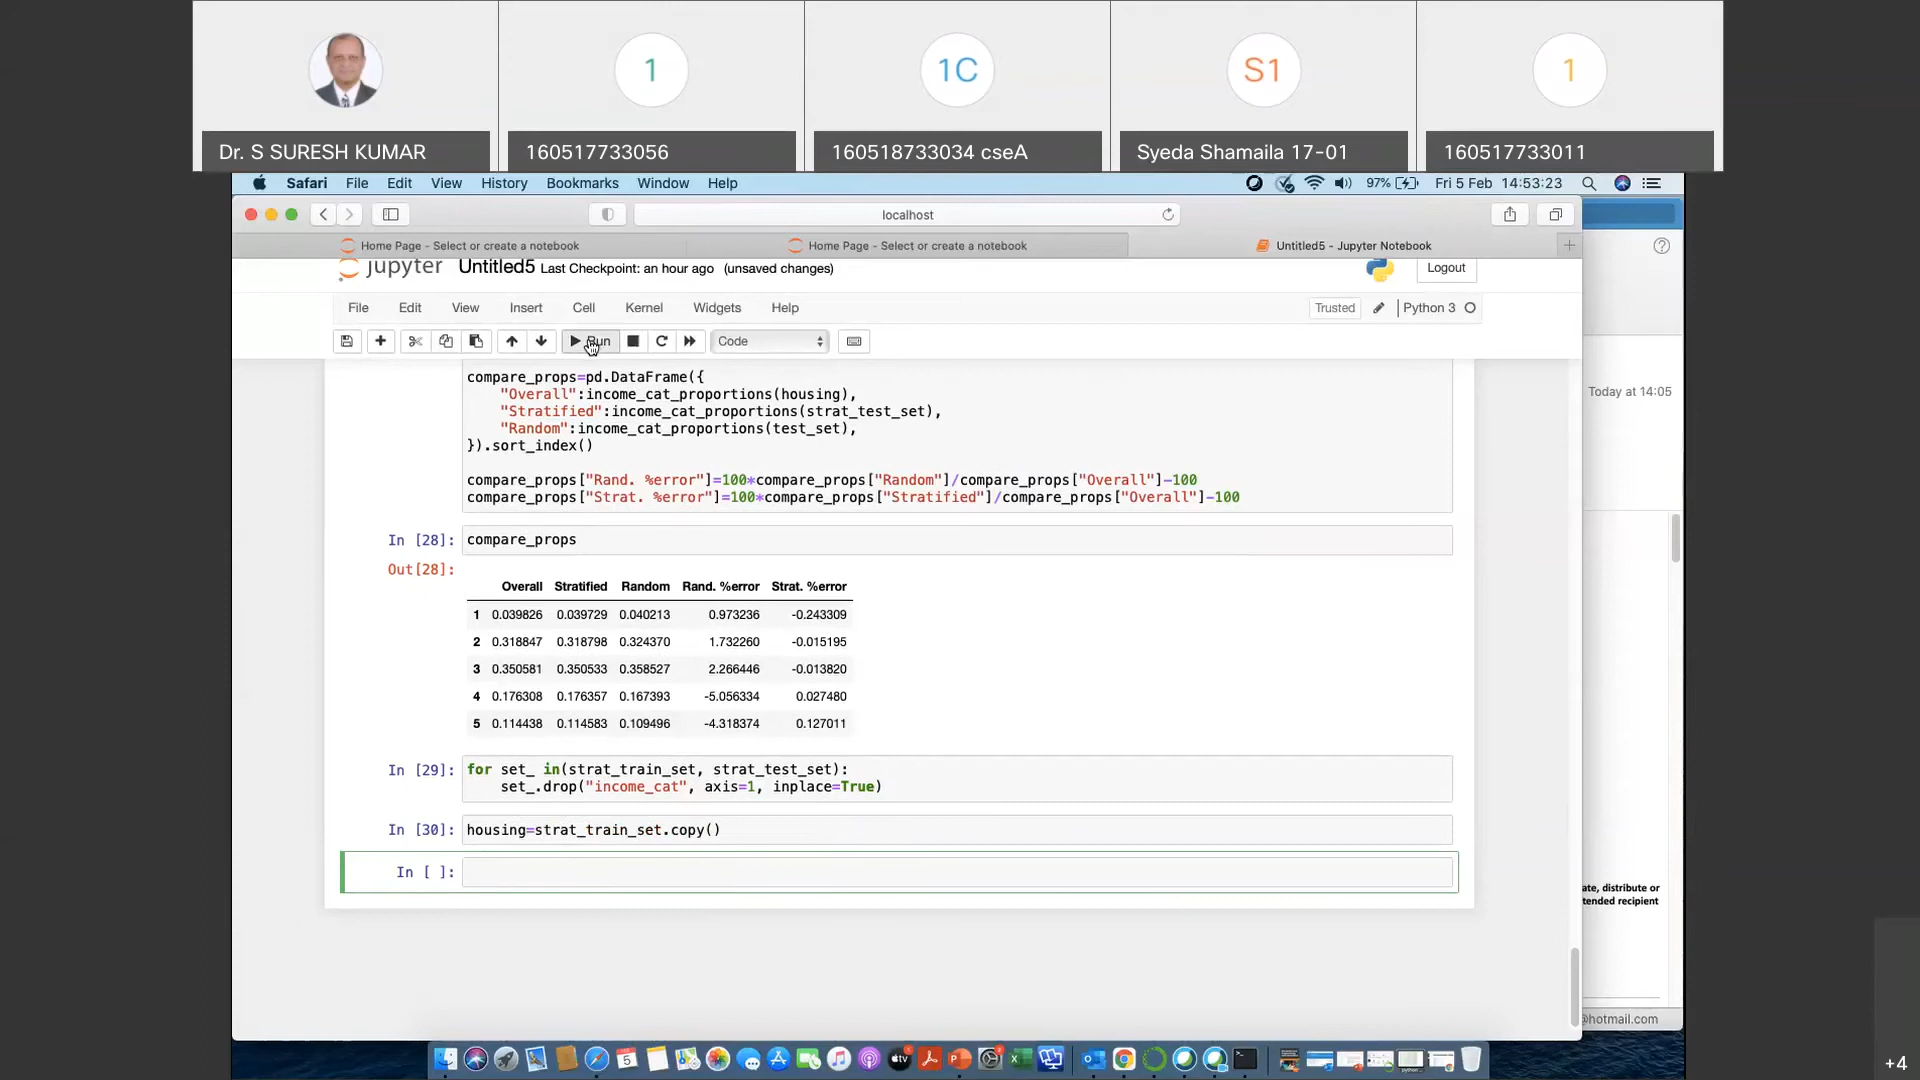 1
1C
S1
1
Dr. S SURESH KUMAR
160517733056
160518733034 cseA
Syeda Shamaila 17-01
160517733011
Safari File Edit View History Bookmarks Window Help
97% Fri 5 Feb 14:53:23
localhost
Home Page - Select or create a notebook
Home Page - Select or create a notebook
Untitled5 - Jupyter Notebook
jupyter Untitled5 Last Checkpoint: an hour ago (unsaved changes)
Logout
File Edit View Insert Cell Kernel Widgets Help
Trusted Python 3
Run Code
Today at 14:05
compare_props=pd.DataFrame({
"Overall":income_cat_proportions(housing),
"Stratified":income_cat_proportions(strat_test_set),
"Random":income_cat_proportions(test_set),
}).sort_index()
compare_props["Rand. %error"]=100*compare_props["Random"]/compare_props["Overall"]-100
compare_props["Strat. %error"]=100*compare_props["Stratified"]/compare_props["Overall"]-100
In [28]: compare_props
Out[28]:
Overall Stratified Random Rand. %error Strat. %error
1 0.039826 0.039729 0.040213 0.973236 -0.243309
2 0.318847 0.318798 0.324370 1.732260 -0.015195
3 0.350581 0.350533 0.358527 2.266446 -0.013820
4 0.176308 0.176357 0.167393 -5.056334 0.027480
5 0.114438 0.114583 0.109496 -4.318374 0.127011
In [29]: for set_ in(strat_train_set, strat_test_set):
set_.drop("income_cat", axis=1, inplace=True)
In [30]: housing=strat_train_set.copy()
In [ ]:
ate, distribute or
tended recipient
@hotmail.com
+4